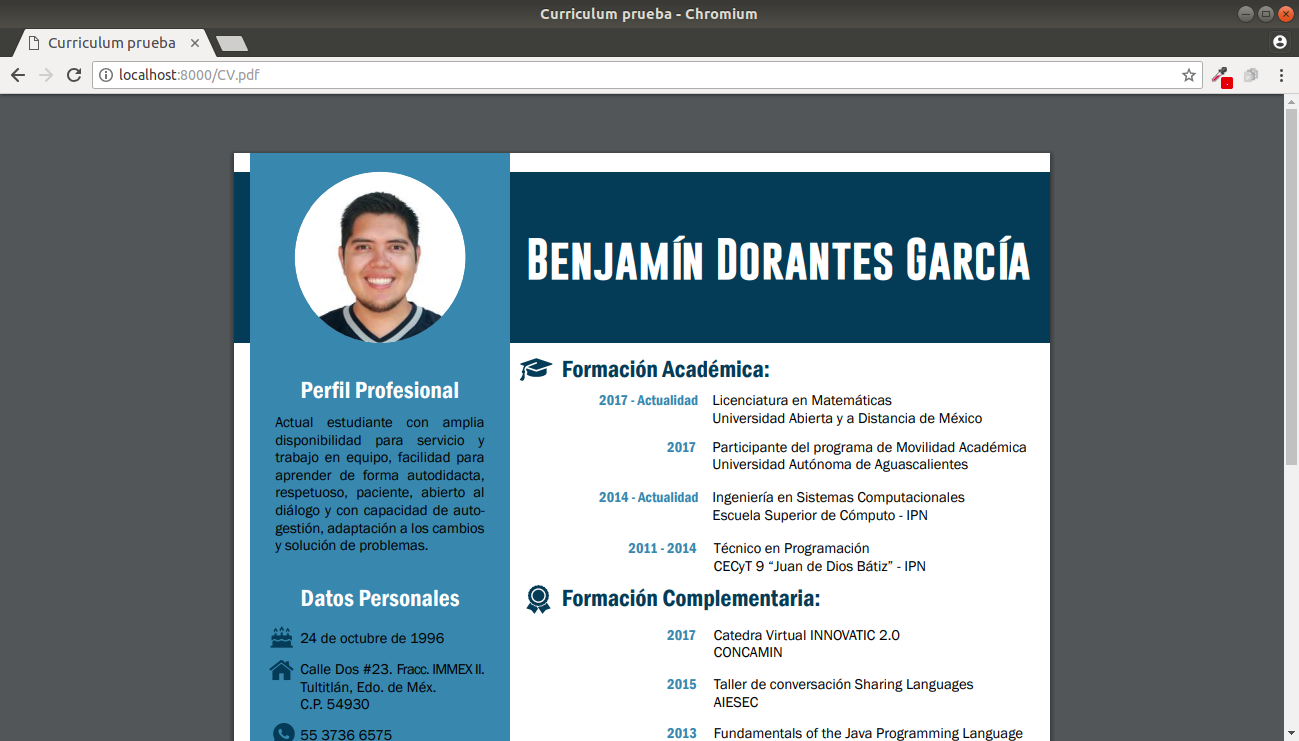 Curriculum prueba - Chromium
Curriculum prueba
localhost:8000/CV.pdf
BENJAMÍN DORANTES GARCÍA
Perfil Profesional
Actual estudiante con amplia
disponibilidad para servicio y
trabajo en equipo, facilidad para
aprender de forma autodidacta,
respetuoso, paciente, abierto al
diálogo y con capacidad de auto-
gestión, adaptación a los cambios
y solución de problemas.
Datos Personales
24 de octubre de 1996
Calle Dos #23. Fracc. IMMEX II.
Tultitlán, Edo. de Méx.
C.P. 54930
55 3736 6575
Formación Académica:
2017 - Actualidad Licenciatura en Matemáticas
Universidad Abierta y a Distancia de México
2017 Participante del programa de Movilidad Académica
Universidad Autónoma de Aguascalientes
2014 - Actualidad Ingeniería en Sistemas Computacionales
Escuela Superior de Cómputo - IPN
2011 - 2014 Técnico en Programación
CECyT 9 “Juan de Dios Bátiz” - IPN
Formación Complementaria:
2017 Catedra Virtual INNOVATIC 2.0
CONCAMIN
2015 Taller de conversación Sharing Languages
AIESEC
2013 Fundamentals of the Java Programming Language